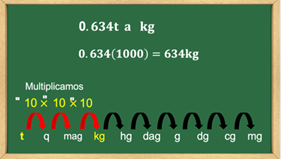 0.634t a kg
0.634(1000) = 634kg
Multiplicamos
10 × 10 × 10
t q mag kg hg dag g dg cg mg